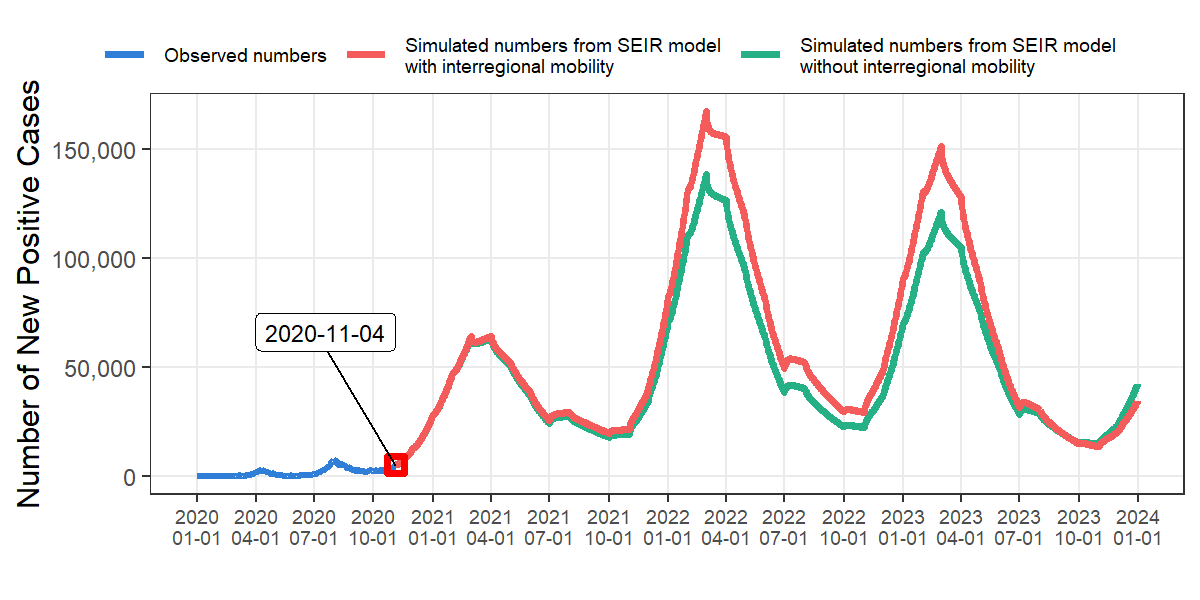 Observed numbers
Simulated numbers from SEIR model
with interregional mobility
Simulated numbers from SEIR model
without interregional mobility
Number of New Positive Cases
150,000
100,000
50,000
0
2020-11-04
2020 2020 2020 2020 2021 2021 2021 2021 2022 2022 2022 2022 2023 2023 2023 2023 2024
01-01 04-01 07-01 10-01 01-01 04-01 07-01 10-01 01-01 04-01 07-01 10-01 01-01 04-01 07-01 10-01 01-01